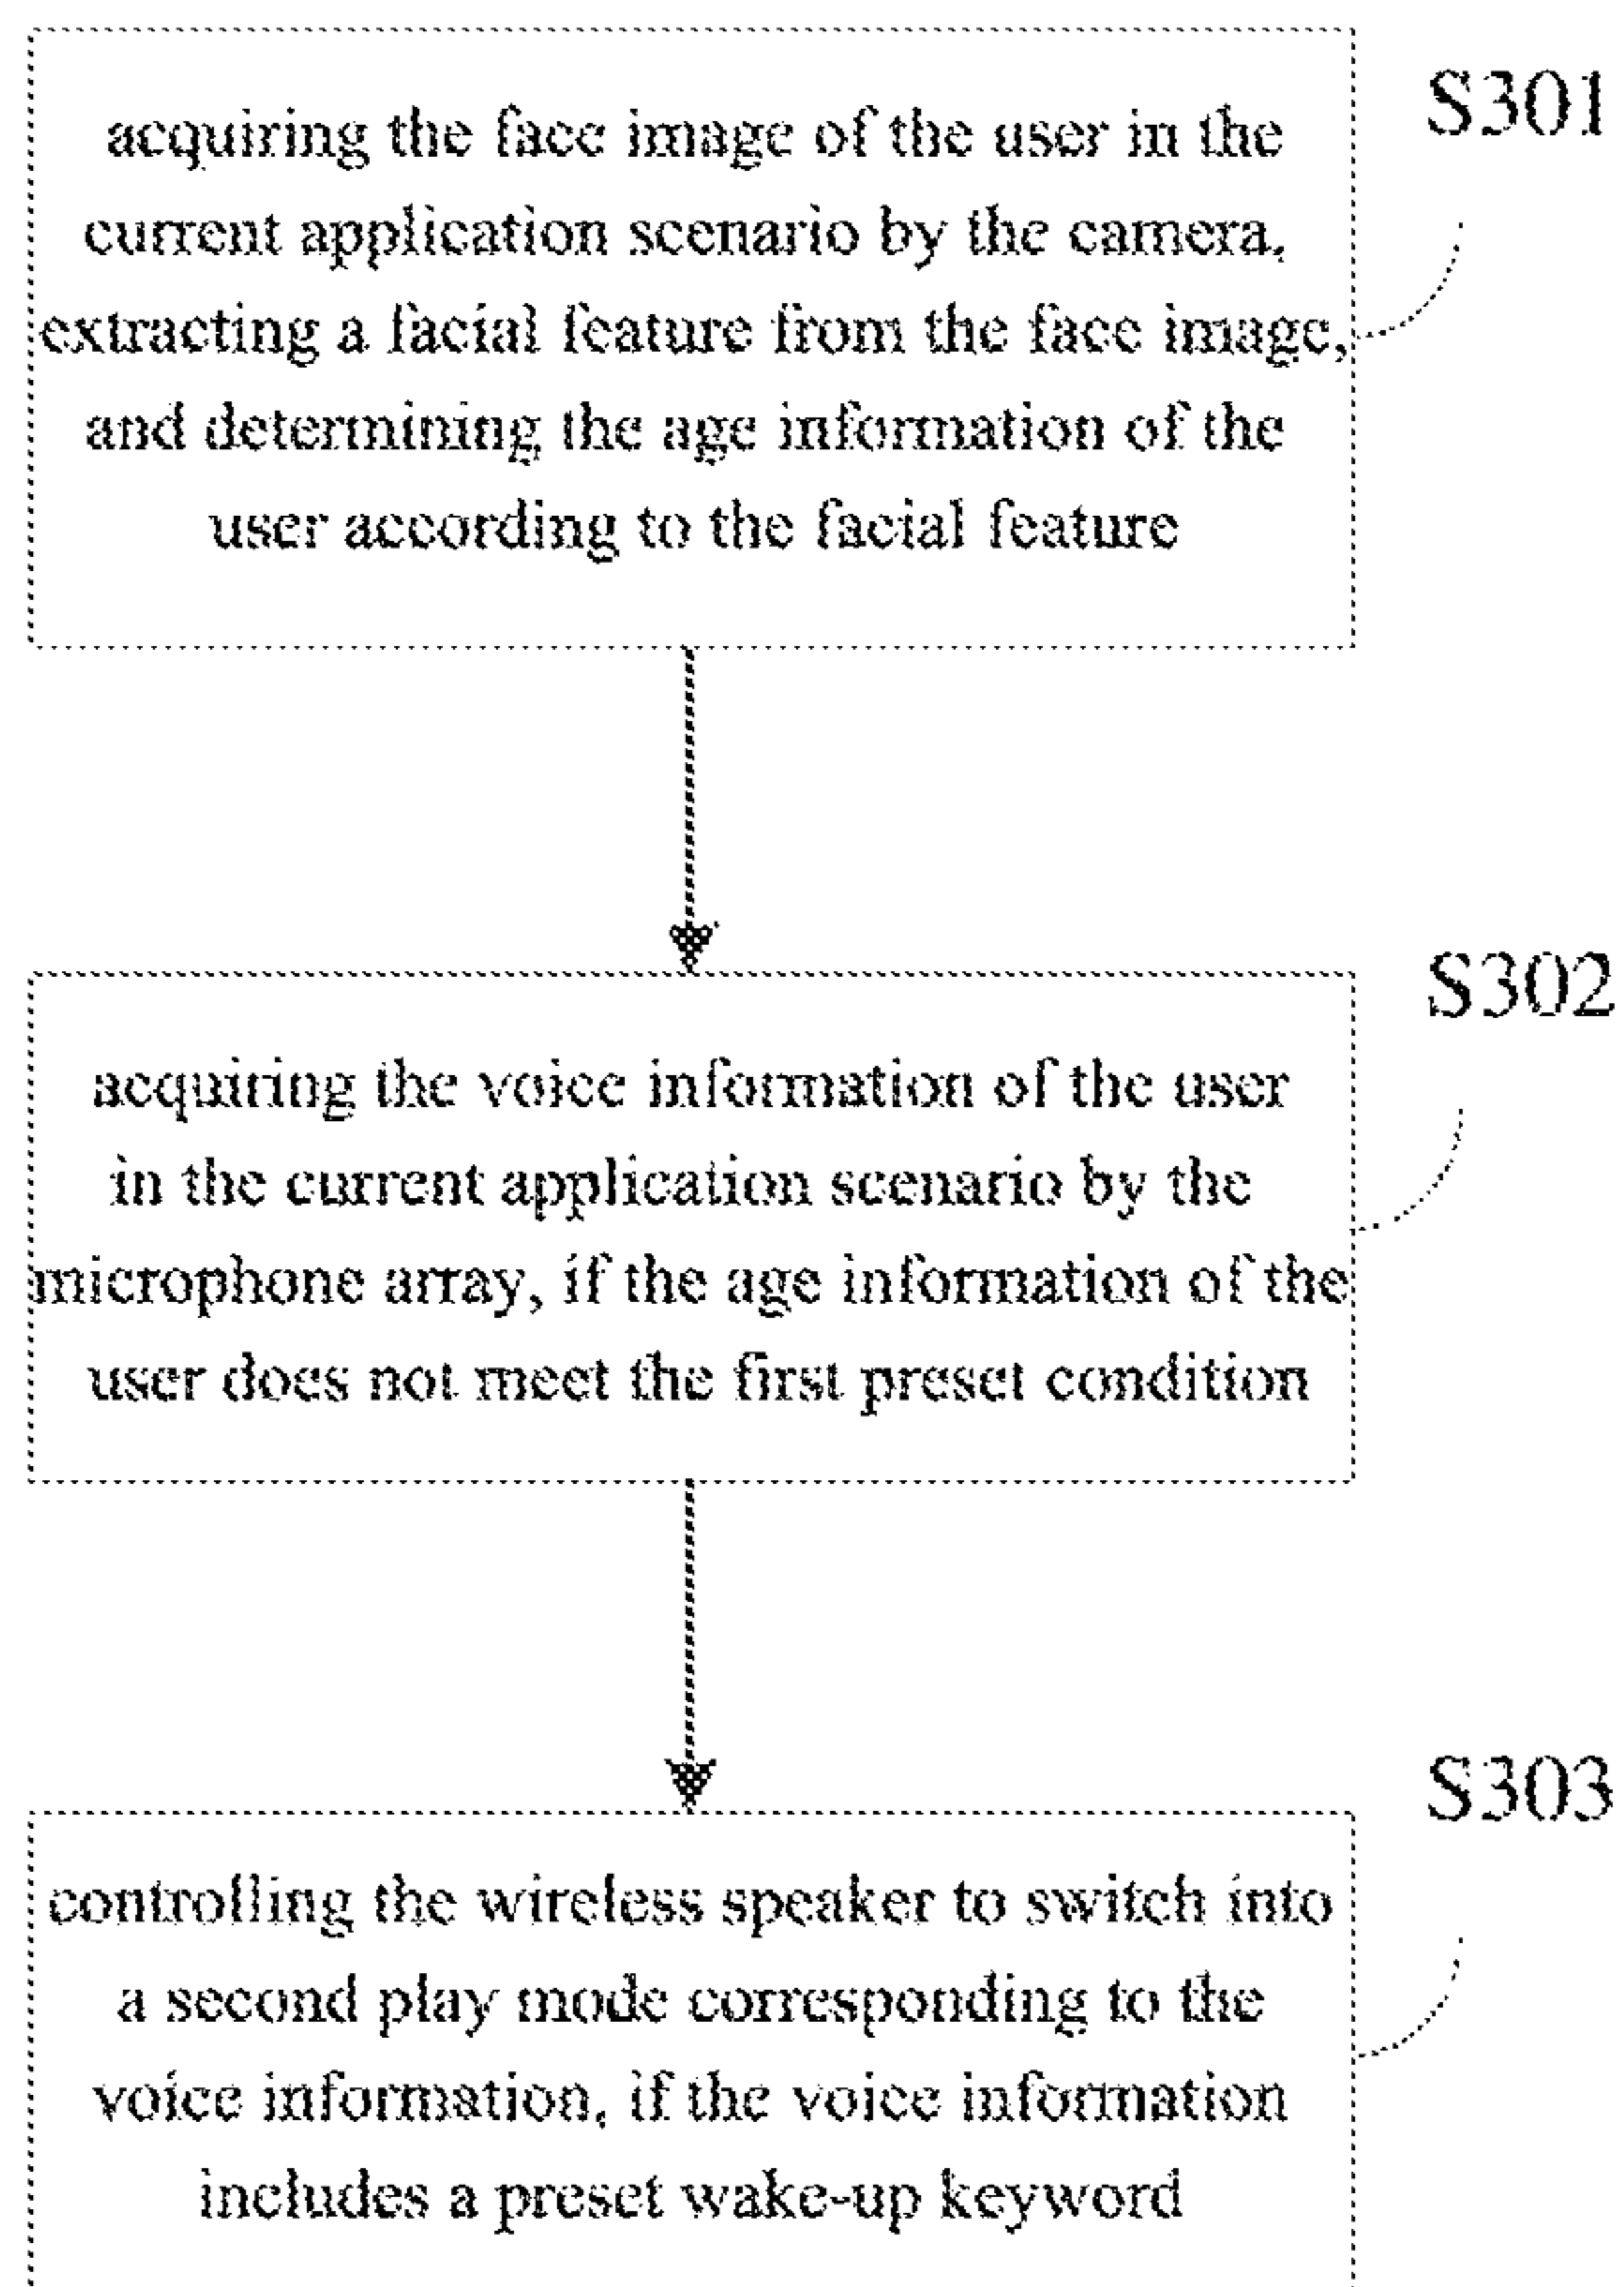 acquiring the face image of the user in the
current application scenario by the camera,
extracting a facial feature from the face image,
and determining the age information of the
user according to the facial feature
S301
acquiring the voice information of the user
in the current application scenario by the
microphone array, if the age information of the
user does not meet the first preset condition
S302
controlling the wireless speaker to switch into
a second play mode corresponding to the
voice information, if the voice information
includes a preset wake-up keyword
S303